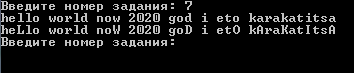 Введите номер задания: 7
hello world now 2020 god i eto karakatitsa
heLlo world noW 2020 goD i etO kAraKatItsA
Введите номер задания: